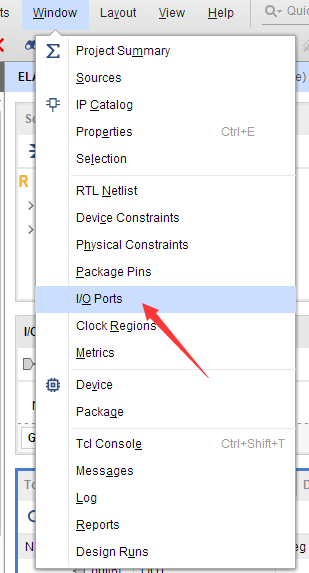 ts Window Layout View Help Quic
ELA e)
Sc
Project Summary
Sources
IP Catalog
Properties Ctrl+E
Selection
R
RTL Netlist
Device Constraints
Physical Constraints
Package Pins
I/O Ports
Clock Regions
I/O
Metrics
Device
N
Package
G
Tcl Console Ctrl+Shift+T
Messages
To D
Log
Reports
N eg
Design Runs